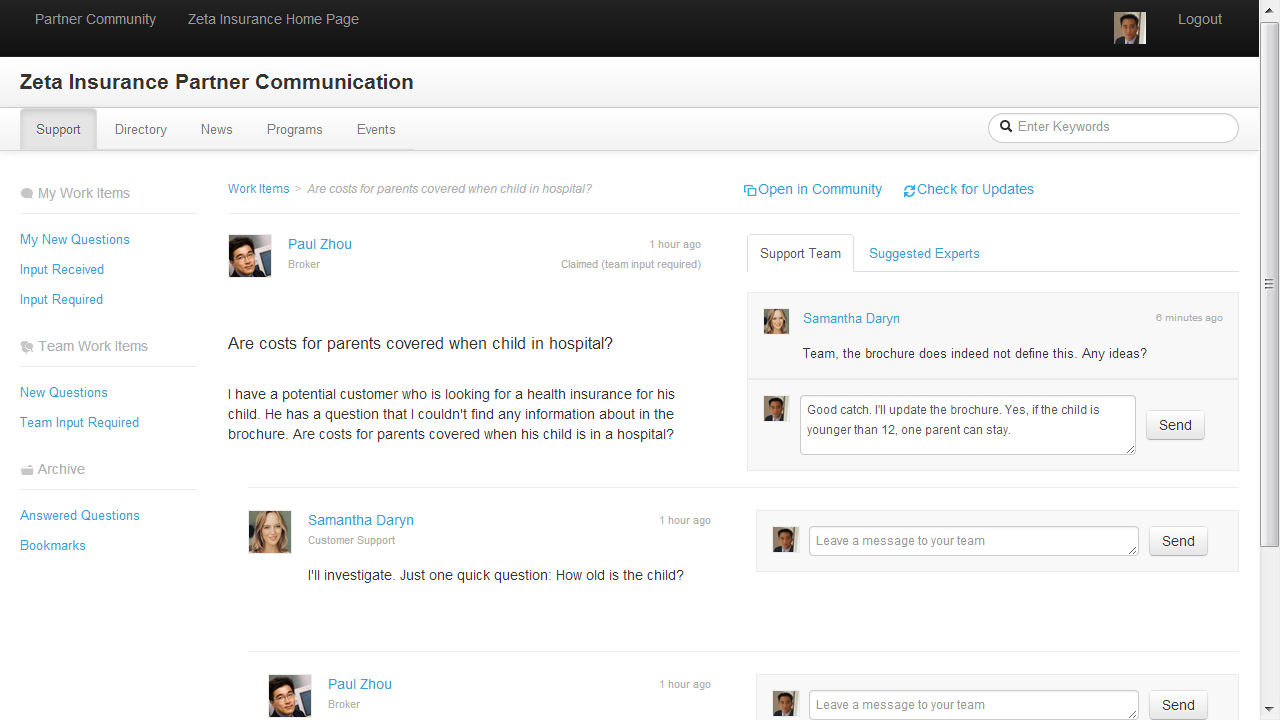 Partner Community
Zeta Insurance Home Page
Logout
Zeta Insurance Partner Communication
Support
Directory
News
Programs
Events
Enter Keywords
My Work Items
My New Questions
Input Received
Input Required
Team Work Items
New Questions
Team Input Required
Archive
Answered Questions
Bookmarks
Work Items > Are costs for parents covered when child in hospital?
Open in Community
Check for Updates
Paul Zhou
1 hour ago
Broker
Claimed (team input required)
Are costs for parents covered when child in hospital?
I have a potential customer who is looking for a health insurance for his
child. He has a question that I couldn't find any information about in the
brochure. Are costs for parents covered when his child is in a hospital?
Support Team
Suggested Experts
Samantha Daryn
6 minutes ago
Team, the brochure does indeed not define this. Any ideas?
Good catch. I'll update the brochure. Yes, if the child is
younger than 12, one parent can stay.
Send
Samantha Daryn
1 hour ago
Customer Support
I'll investigate. Just one quick question: How old is the child?
Leave a message to your team
Send
Paul Zhou
1 hour ago
Broker
Leave a message to your team
Send